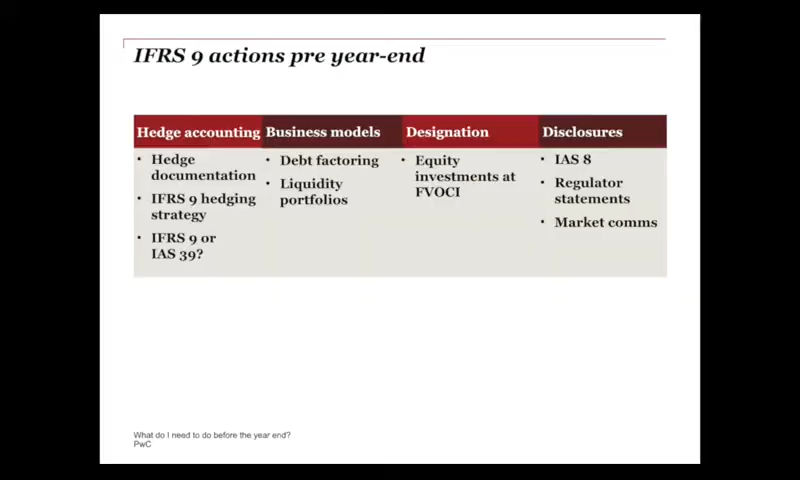 IFRS 9 actions pre year-end
Hedge accounting
• Hedge
documentation
• IFRS 9 hedging
strategy
• IFRS 9 or
IAS 39?
Business models
• Debt factoring
• Liquidity
portfolios
Designation
• Equity
investments at
FVOCI
Disclosures
• IAS 8
• Regulator
statements
• Market comms
What do I need to do before the year end?
PwC